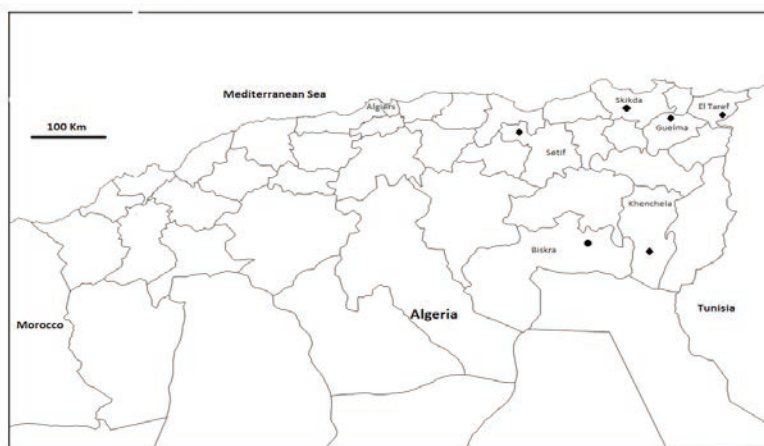 Mediterranean Sea
Algiers
Skikda
El Taref
Guelma
100 Km
Setif
Khenchela
Biskra
Algeria
Tunisia
Morocco